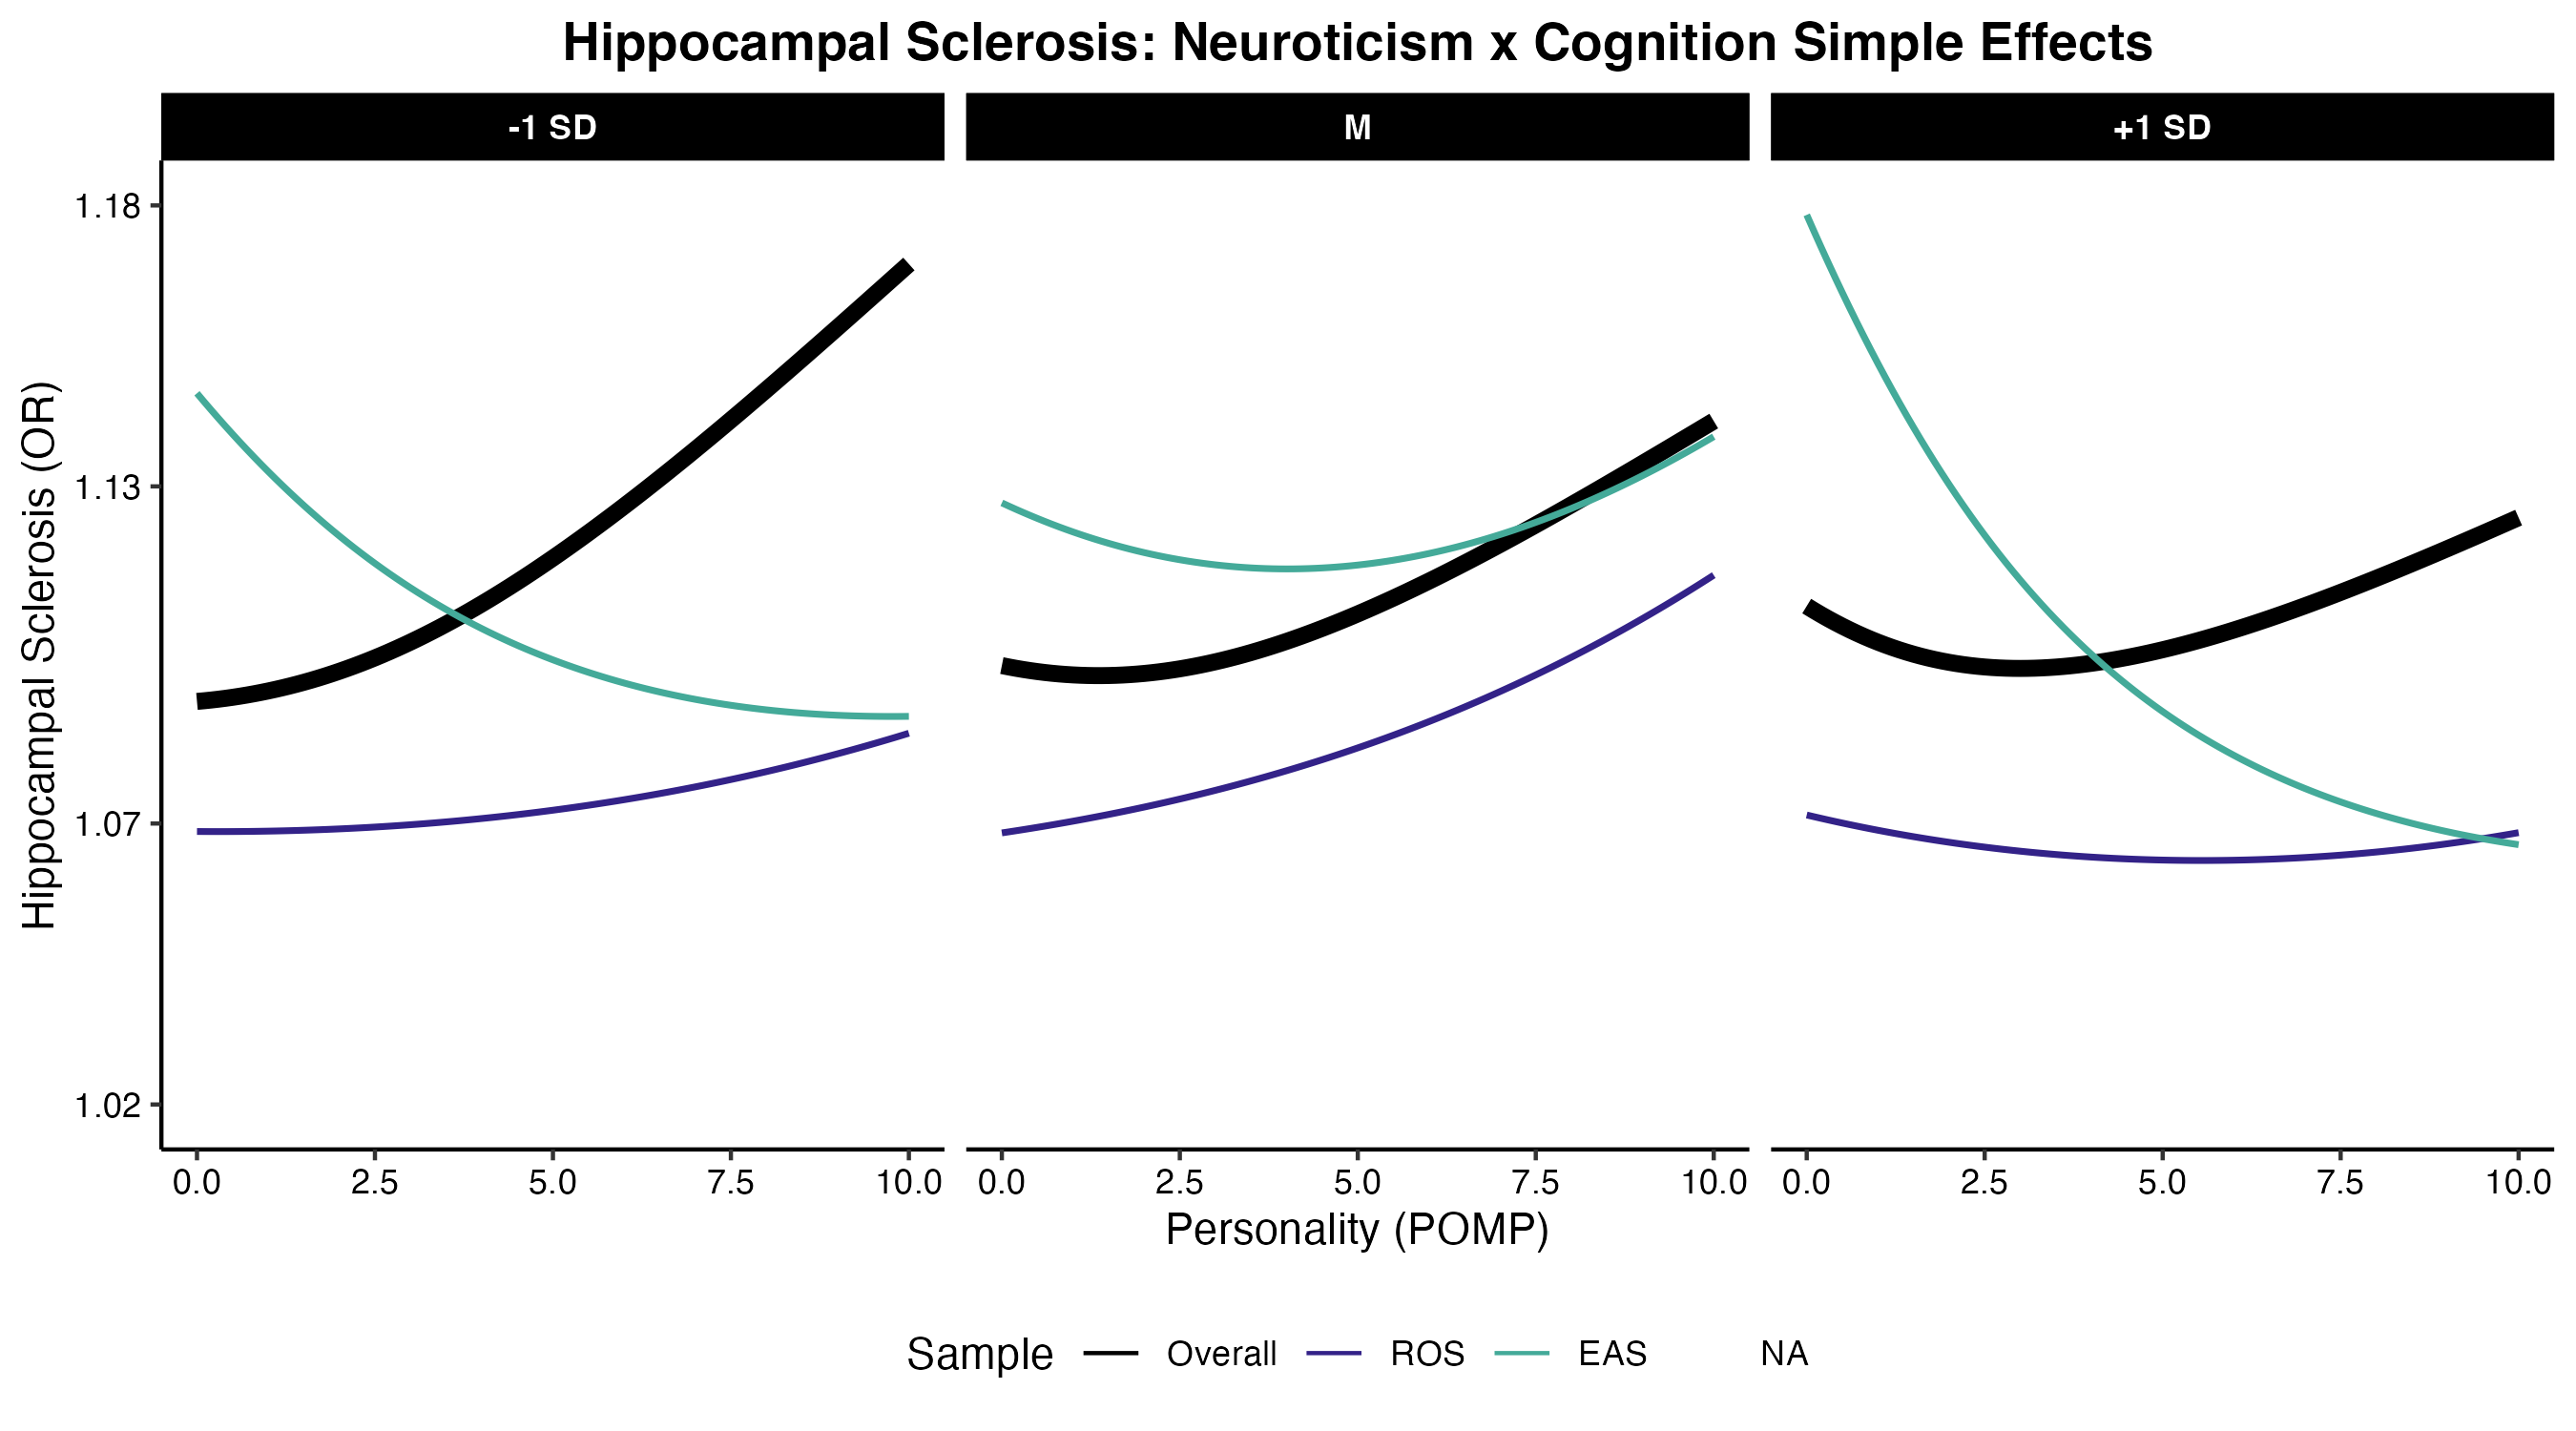 Hippocampal Sclerosis: Neuroticism x Cognition Simple Effects
-1 SD
M
+1 SD
Hippocampal Sclerosis (OR)
1.18
1.13
1.07
1.02
0.0 2.5 5.0 7.5 10.0
0.0 2.5 5.0 7.5 10.0
0.0 2.5 5.0 7.5 10.0
Personality (POMP)
Sample Overall ROS EAS NA